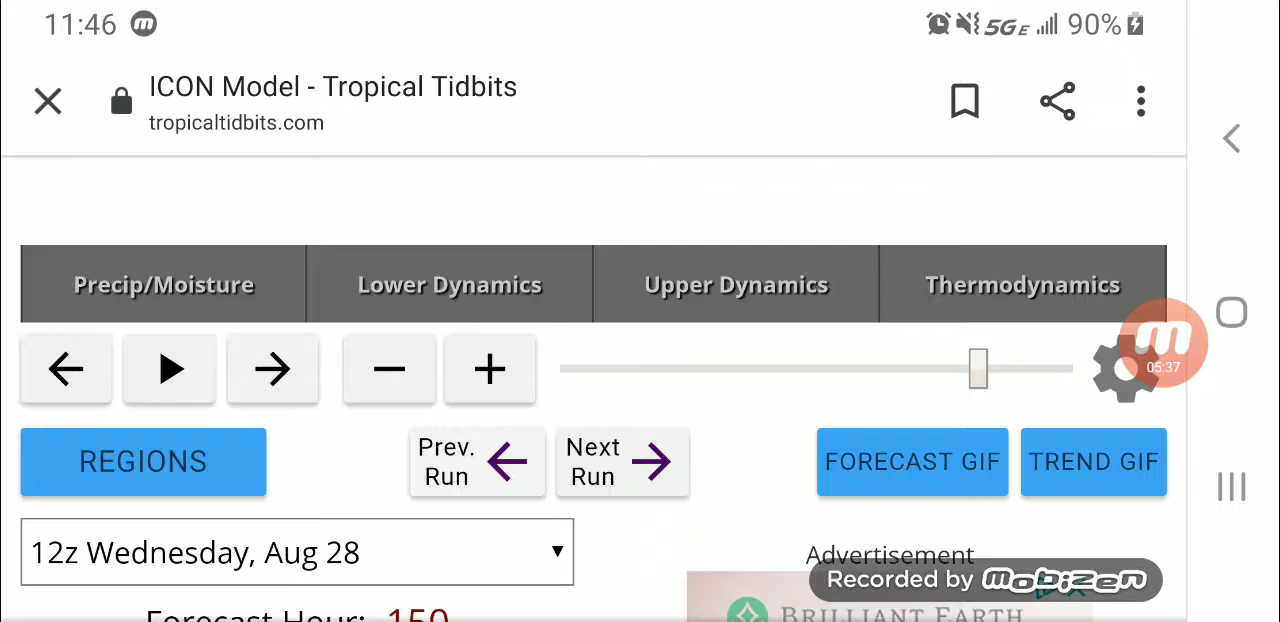 11:46
5GE 90%
ICON Model - Tropical Tidbits
tropicaltidbits.com
Precip/Moisture Lower Dynamics Upper Dynamics Thermodynamics
05:37
REGIONS Prev. Run Next Run FORECAST GIF TREND GIF
12z Wednesday, Aug 28
Advertisement
Recorded by mobizen
Forecast Hour: 150
BRILLIANT EARTH